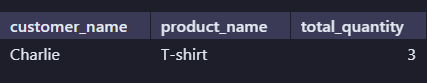 customer_name product_name total_quantity
Charlie T-shirt 3